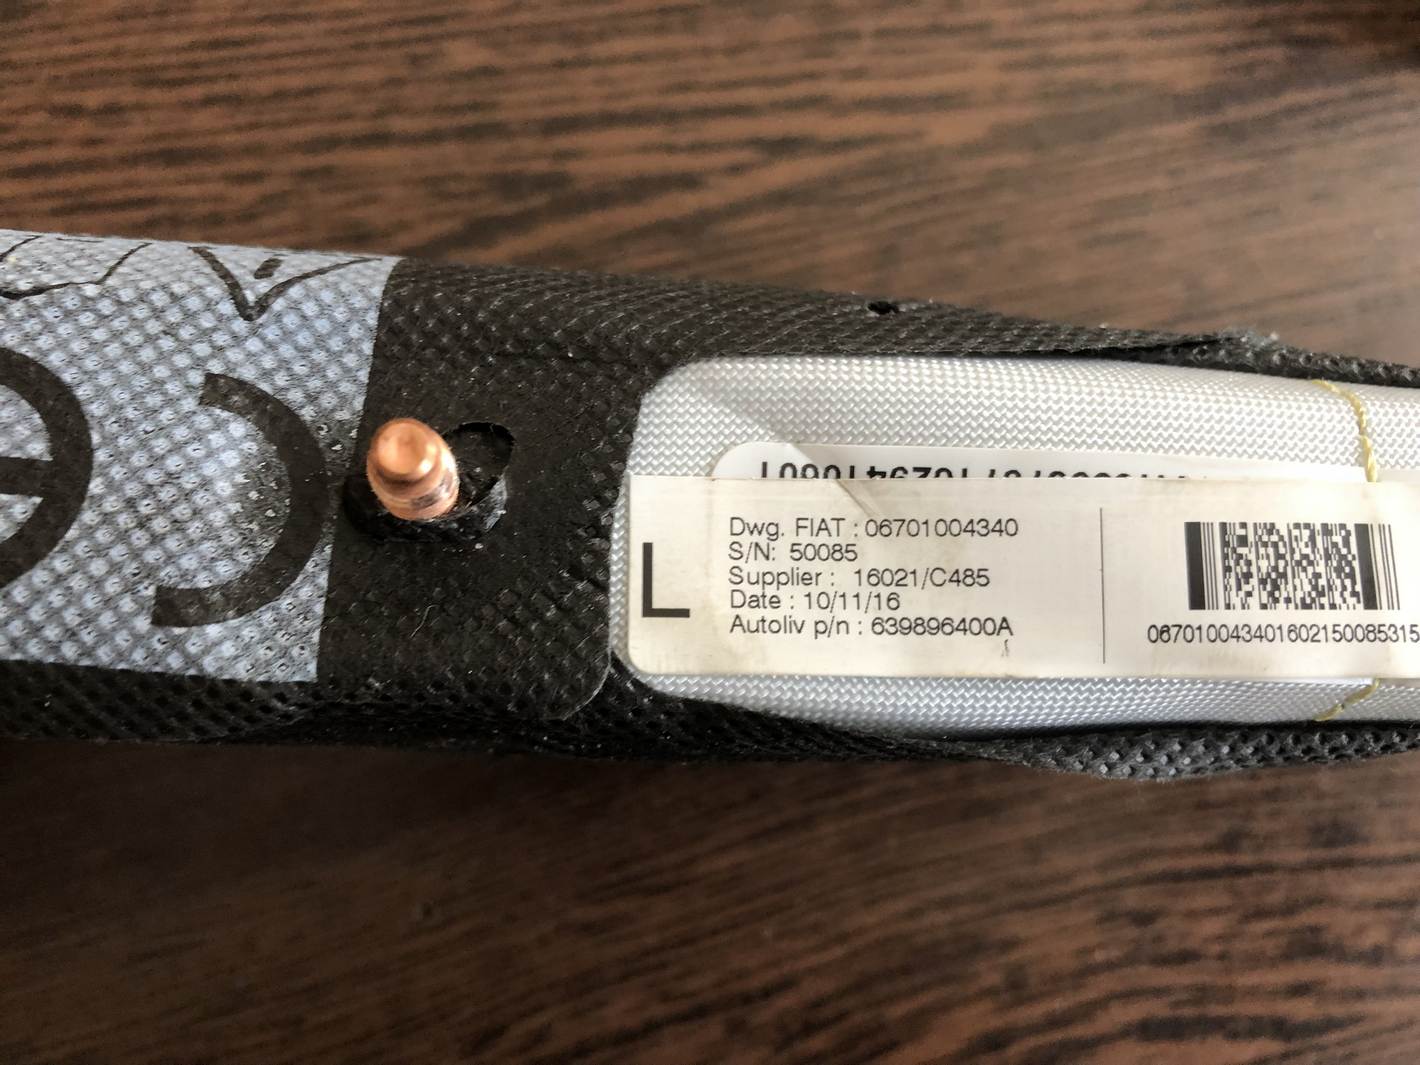 L
Dwg. FIAT : 06701004340
S/N: 50085
Supplier : 16021/C485
Date : 10/11/16
Autoliv p/n : 639896400A
067010043401602150085315